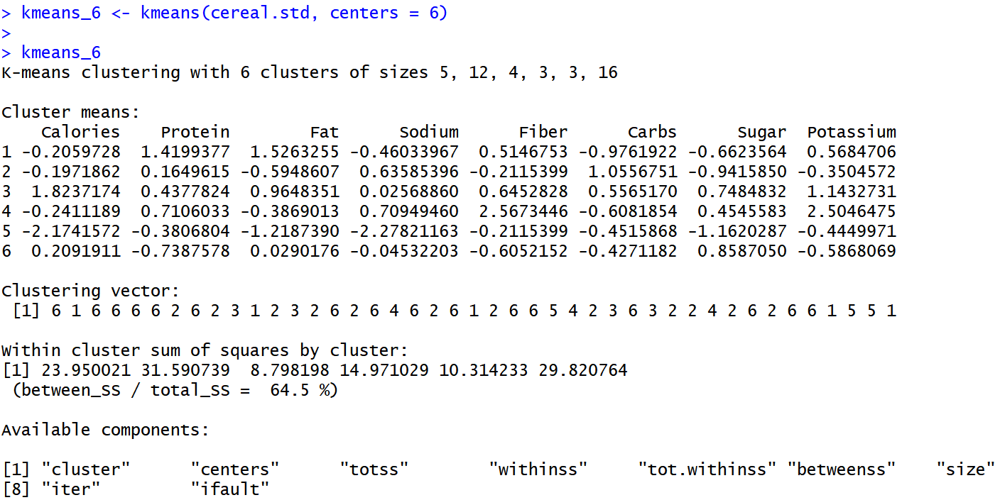 > kmeans_6 <- kmeans(cereal.std, centers = 6)
>
> kmeans_6
K-means clustering with 6 clusters of sizes 5, 12, 4, 3, 3, 16

Cluster means:
    Calories    Protein        Fat      Sodium      Fiber      Carbs      Sugar  Potassium
1 -0.2059728  1.4199377  1.5263255 -0.46033967  0.5146753 -0.9761922 -0.6623564  0.5684706
2 -0.1971862  0.1649615 -0.5948607  0.63585396 -0.2115399  1.0556751 -0.9415850 -0.3504572
3  1.8237174  0.4377824  0.9648351  0.02568860  0.6452828  0.5565170  0.7484832  1.1432731
4 -0.2411189  0.7106033 -0.3869013  0.70949460  2.5673446 -0.6081854  0.4545583  2.5046475
5 -2.1741572 -0.3806804 -1.2187390 -2.27821163 -0.2115399 -0.4515868 -1.1620287 -0.4449971
6  0.2091911 -0.7387578  0.0290176 -0.04532203 -0.6052152 -0.4271182  0.8587050 -0.5868069

Clustering vector:
 [1] 6 1 6 6 6 6 2 6 2 3 1 2 3 2 6 2 6 4 6 2 6 1 2 6 6 5 4 2 3 6 3 2 2 4 2 6 2 6 6 1 5 5 1

Within cluster sum of squares by cluster:
[1] 23.950021 31.590739  8.798198 14.971029 10.314233 29.820764
 (between_SS / total_SS =  64.5 %)

Available components:

[1] "cluster"      "centers"      "totss"        "withinss"     "tot.withinss" "betweenss"    "size"
[8] "iter"         "ifault"